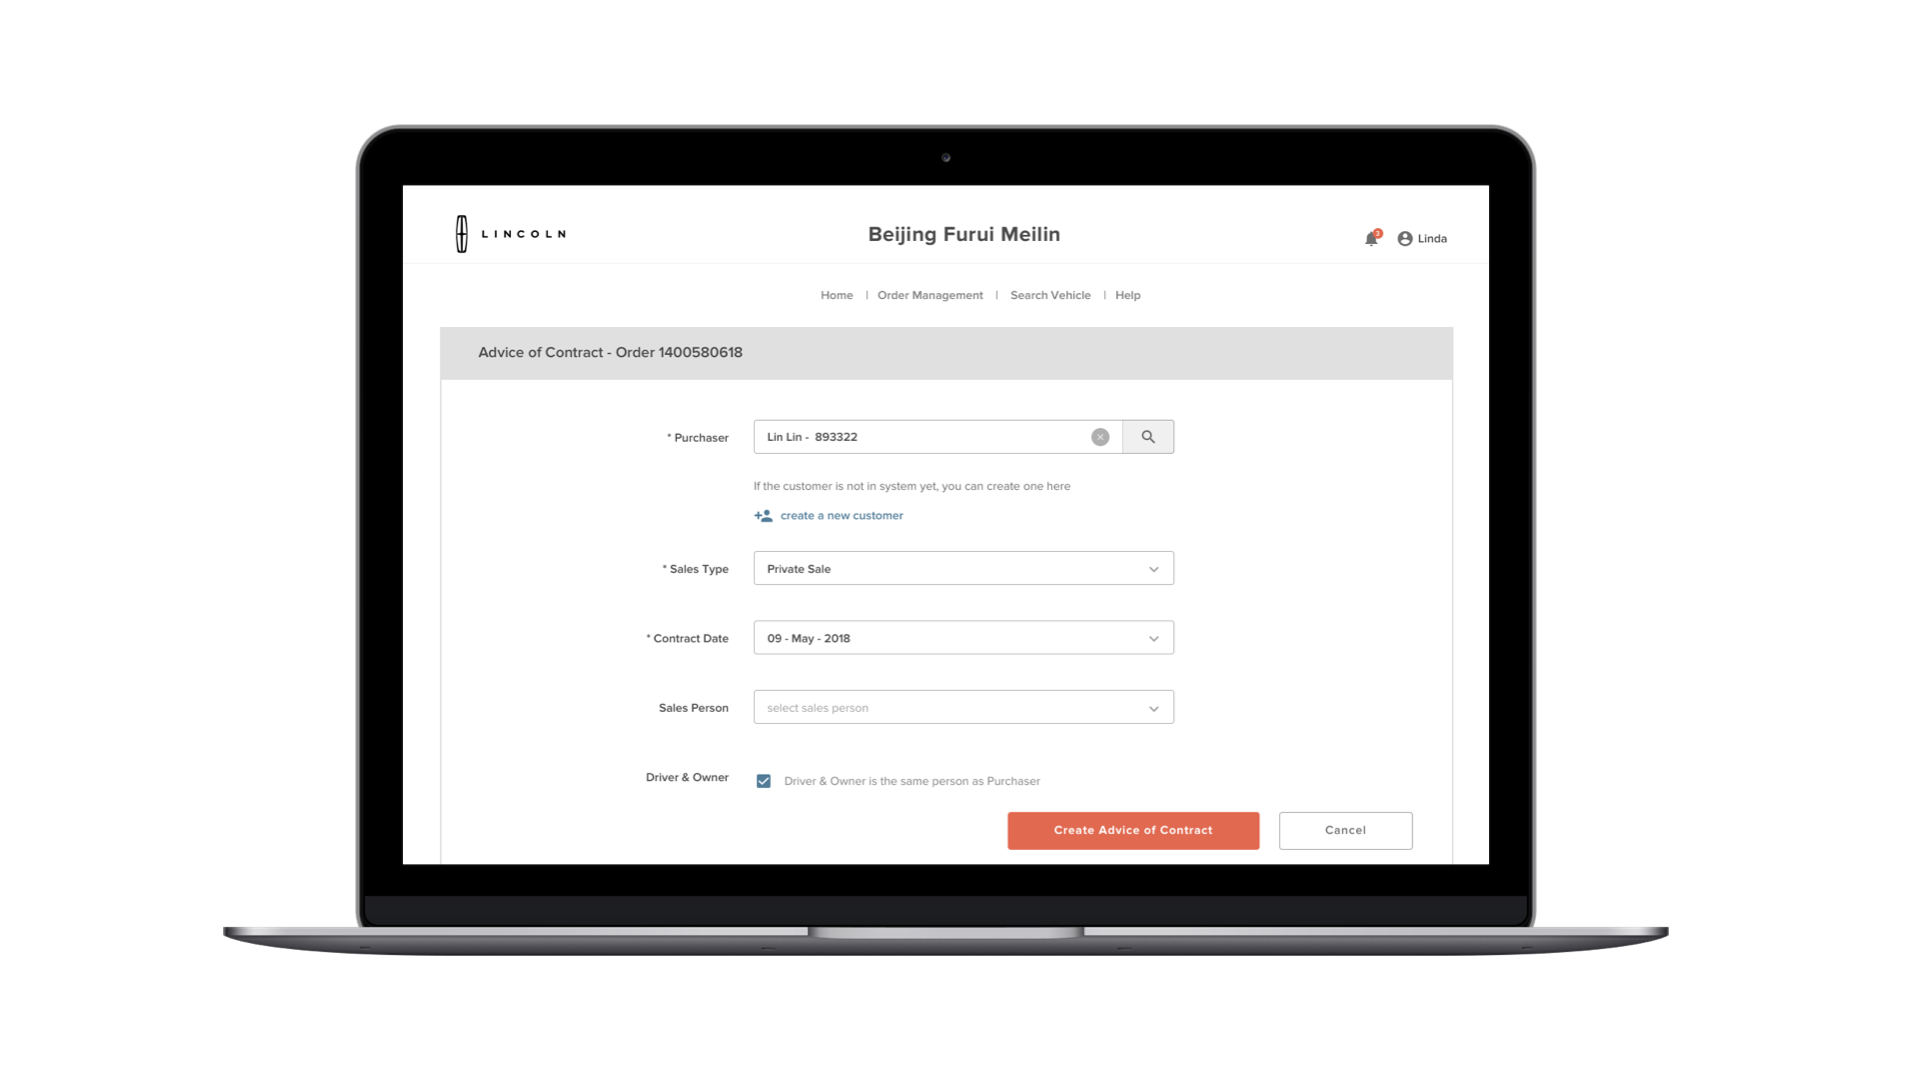 LINCOLN
Beijing Furui Meilin
3
Linda
Home | Order Management | Search Vehicle | Help
Advice of Contract - Order 1400580618
* Purchaser
Lin Lin - 893322
If the customer is not in system yet, you can create one here
create a new customer
* Sales Type
Private Sale
* Contract Date
09 - May - 2018
Sales Person
select sales person
Driver & Owner
Driver & Owner is the same person as Purchaser
Create Advice of Contract
Cancel